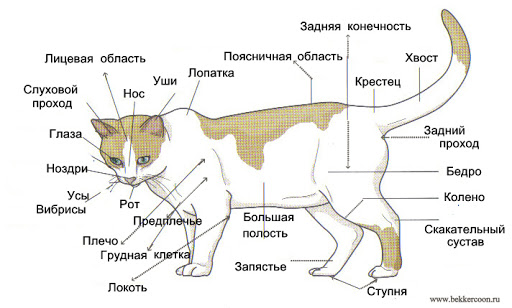 Задняя конечность
Лицевая область
Поясничная область
Хвост
Слуховой
проход
Нос
Уши
Лопатка
Крестец
Глаза
Задний
проход
Ноздри
Бедро
Усы
Вибрисы
Рот
Предплечье
Большая
полость
Колено
Плечо
Скакательный
сустав
Грудная клетка
Запястье
Локоть
Ступня
www.bekkercoon.ru